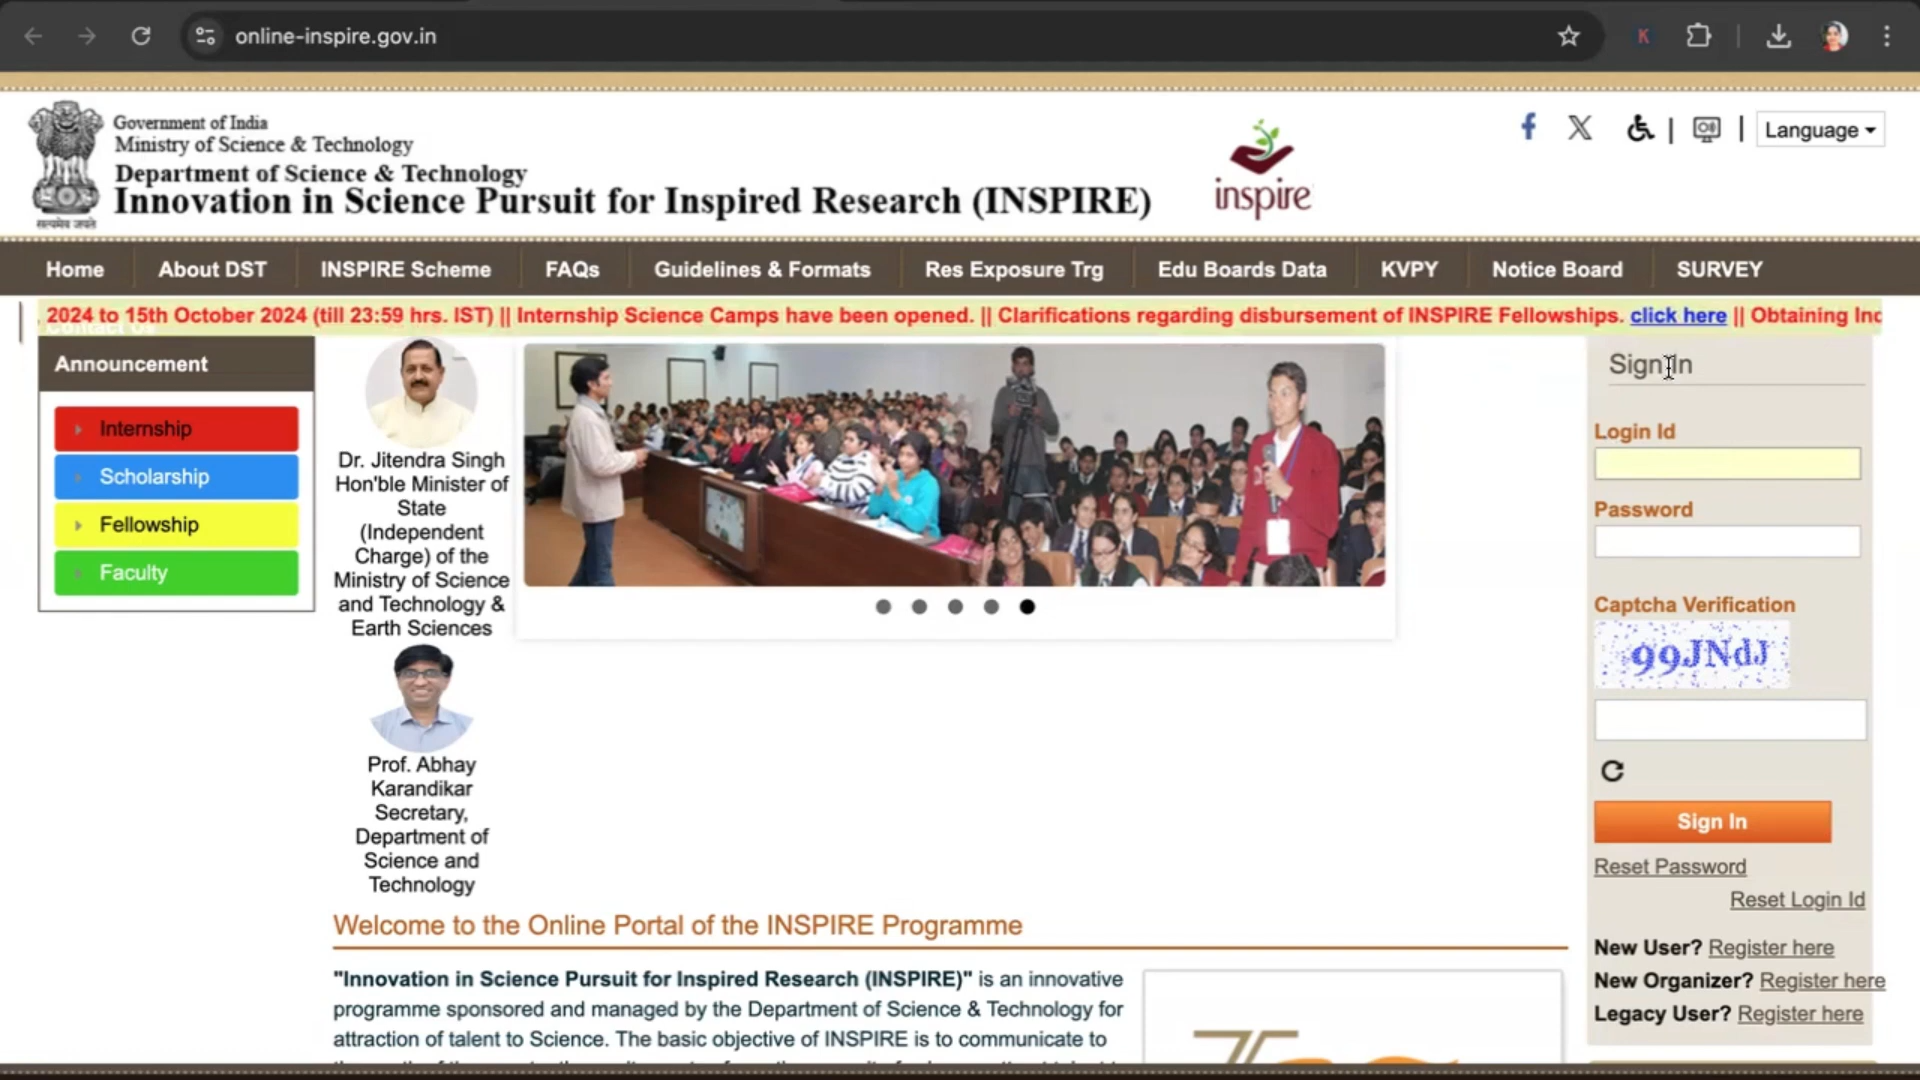 online-inspire.gov.in
K
Government of India
Ministry of Science & Technology
Department of Science & Technology
Innovation in Science Pursuit for Inspired Research (INSPIRE)
सत्यमेव जयते
inspire
Language
Home
About DST
INSPIRE Scheme
FAQs
Guidelines & Formats
Res Exposure Trg
Edu Boards Data
KVPY
Notice Board
SURVEY
Contact Us
2024 to 15th October 2024 (till 23:59 hrs. IST) || Internship Science Camps have been opened. || Clarifications regarding disbursement of INSPIRE Fellowships. click here || Obtaining Inc
Announcement
Internship
Scholarship
Fellowship
Faculty
Dr. Jitendra Singh
Hon'ble Minister of
State
(Independent
Charge) of the
Ministry of Science
and Technology &
Earth Sciences
Prof. Abhay
Karandikar
Secretary,
Department of
Science and
Technology
Sign In
Login Id
Password
Captcha Verification
99JNdJ
Sign In
Reset Password
Reset Login Id
New User? Register here
New Organizer? Register here
Legacy User? Register here
Welcome to the Online Portal of the INSPIRE Programme
"Innovation in Science Pursuit for Inspired Research (INSPIRE)" is an innovative
programme sponsored and managed by the Department of Science & Technology for
attraction of talent to Science. The basic objective of INSPIRE is to communicate to